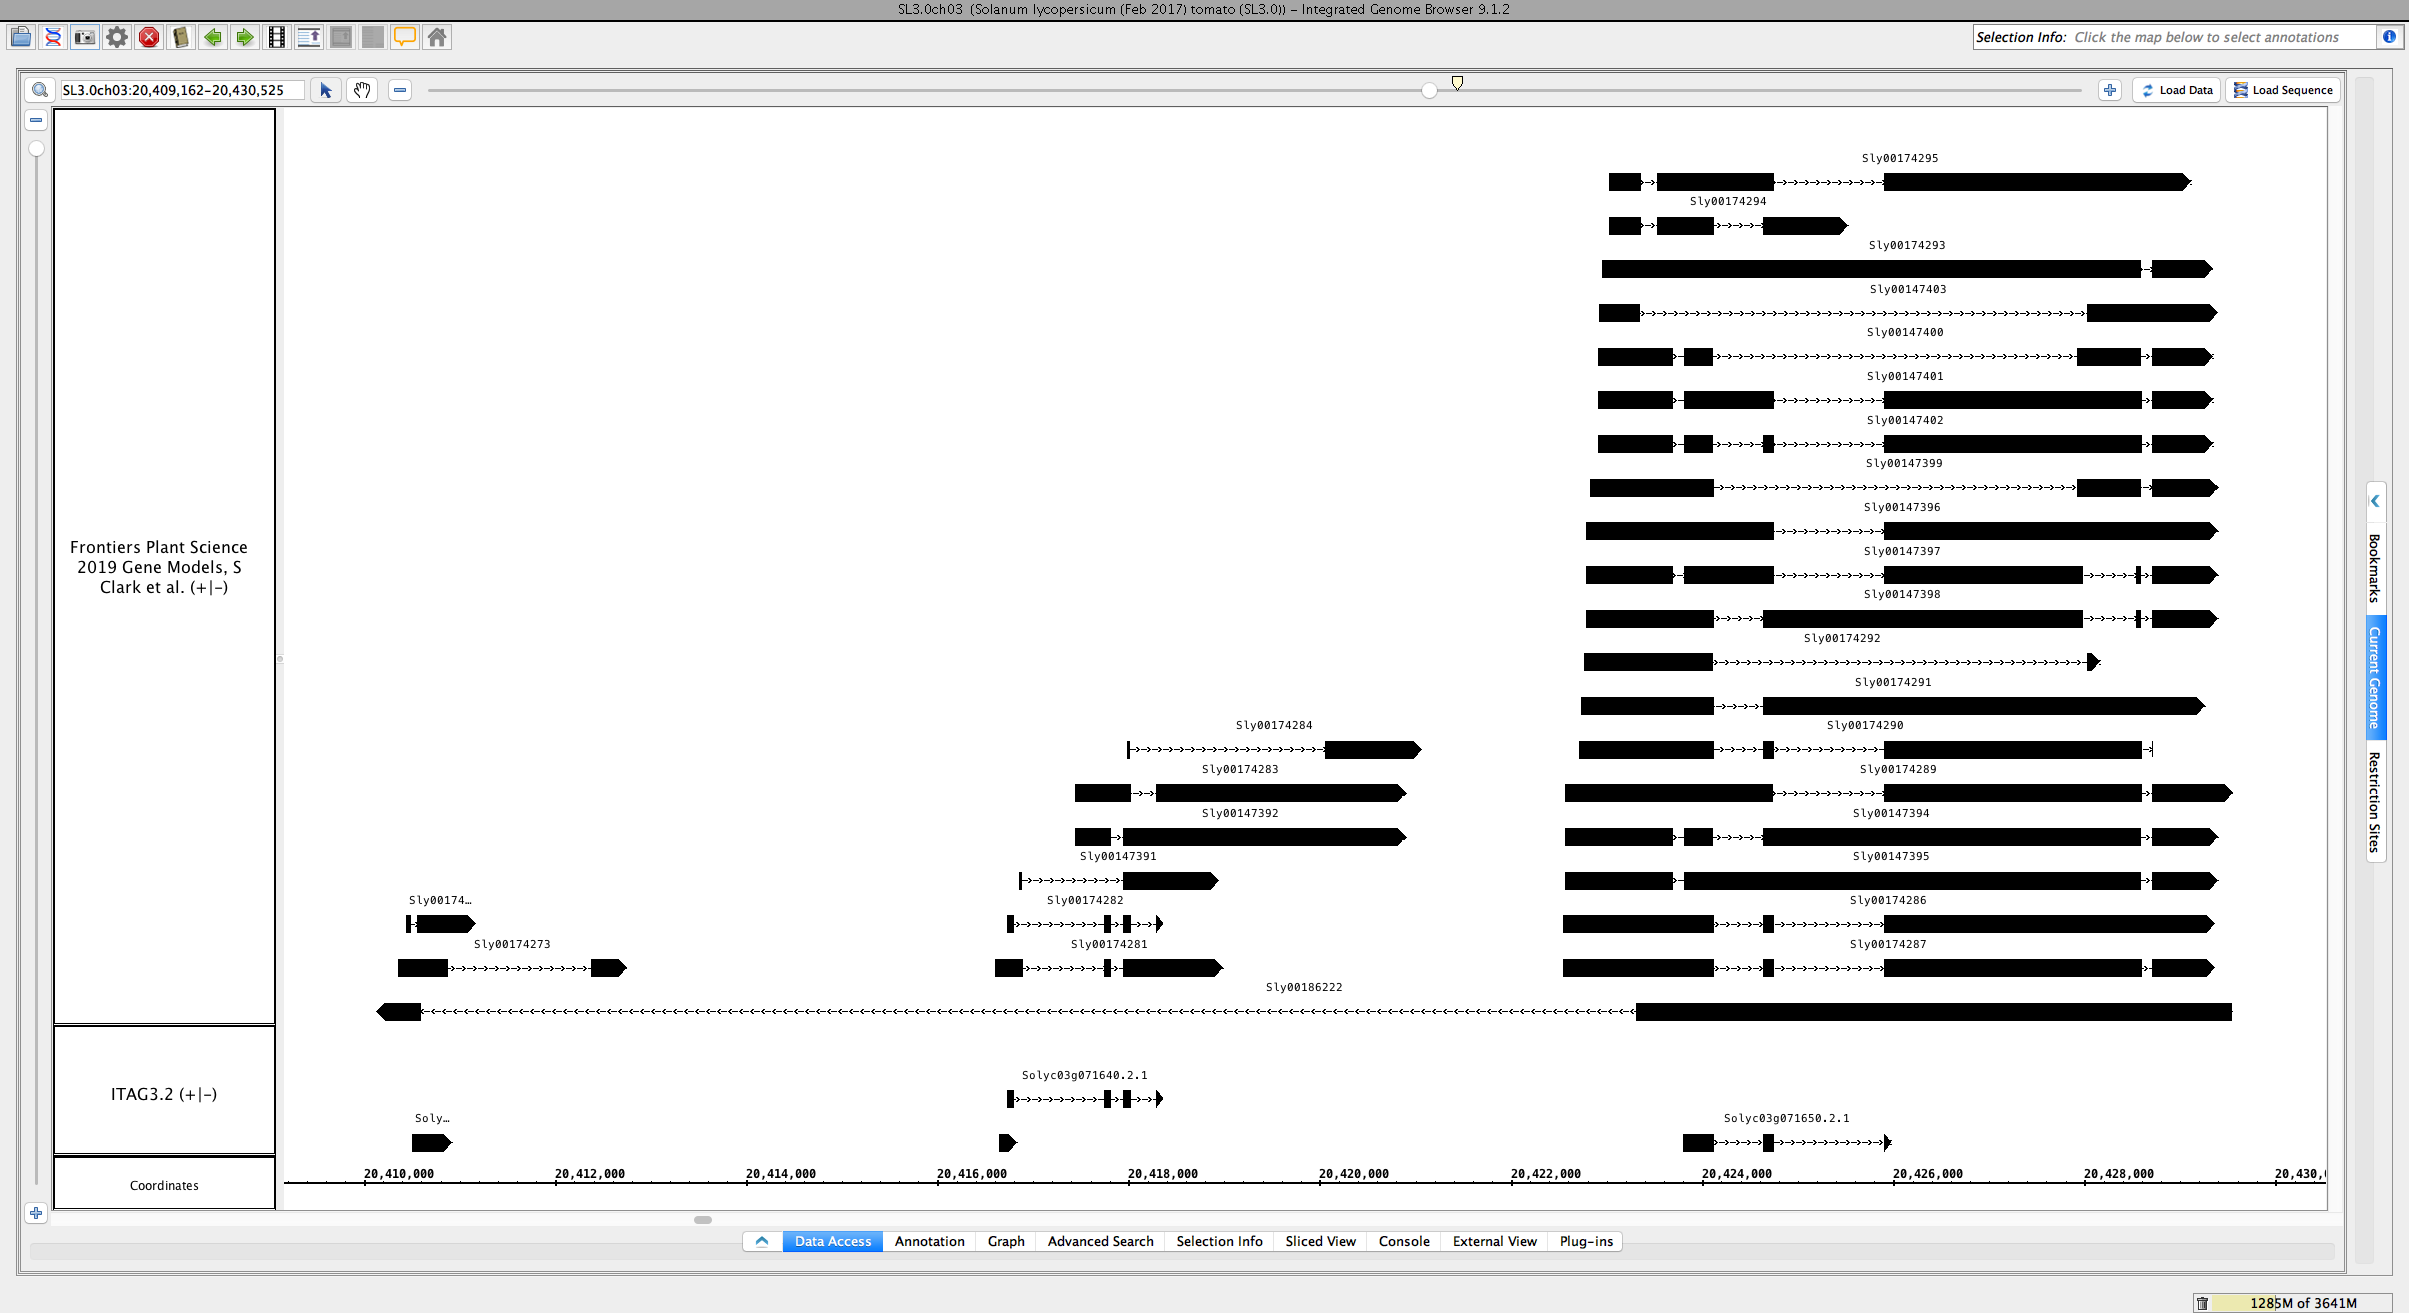 SL3.0ch03 (Solanum lycopersicum (Feb 2017) tomato (SL3.0)) – Integrated Genome Browser 9.1.2
Selection Info: Click the map below to select annotations
SL3.0ch03:20,409,162-20,430,525
Load Data
Load Sequence
Sly00174295
Sly00174294
Sly00174293
Sly00147403
Sly00147400
Sly00147401
Sly00147402
Sly00147399
Sly00147396
Sly00147397
Sly00147398
Sly00174292
Sly00174291
Sly00174284
Sly00174290
Sly00174283
Sly00174289
Sly00147392
Sly00147394
Sly00147391
Sly00147395
Sly00174…
Sly00174282
Sly00174286
Sly00174273
Sly00174281
Sly00174287
Sly00186222
Frontiers Plant Science
2019 Gene Models, S
Clark et al. (+|-)
Solyc03g071640.2.1
ITAG3.2 (+|-)
Soly…
Solyc03g071650.2.1
Coordinates
20,410,000
20,412,000
20,414,000
20,416,000
20,418,000
20,420,000
20,422,000
20,424,000
20,426,000
20,428,000
20,430,
Bookmarks
Current Genome
Restriction Sites
Data Access
Annotation
Graph
Advanced Search
Selection Info
Sliced View
Console
External View
Plug-ins
1285M of 3641M